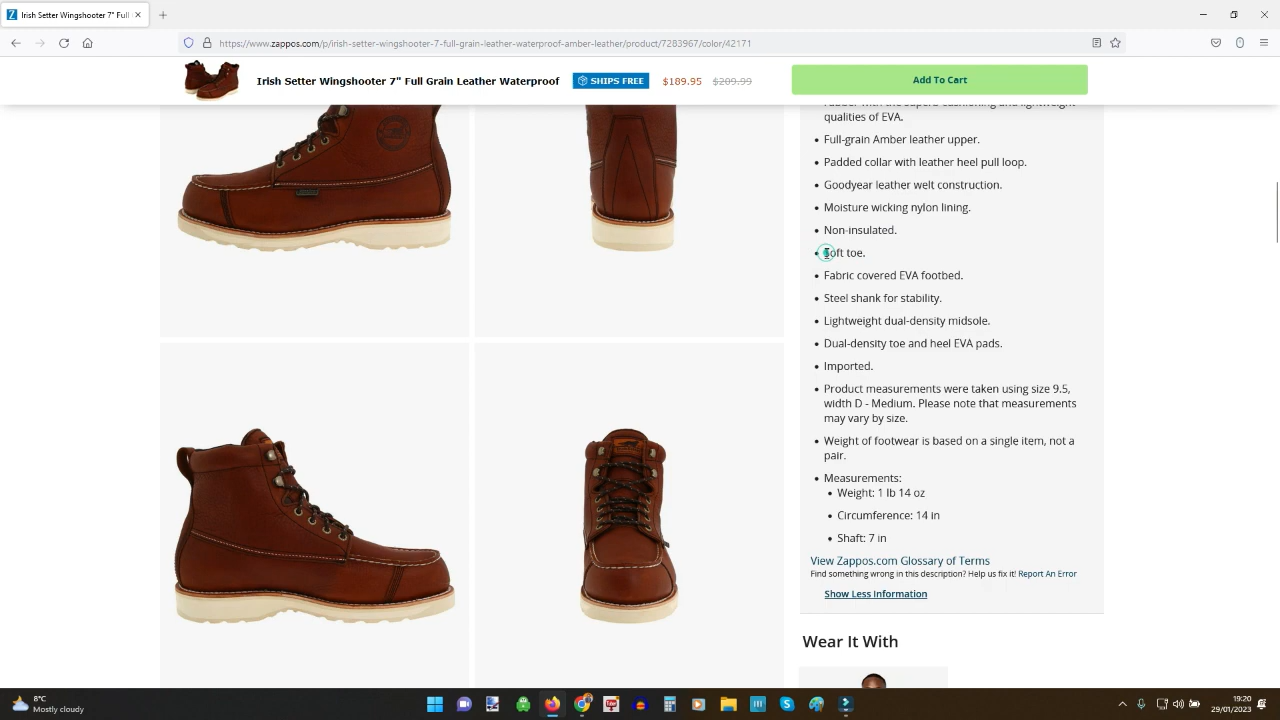 Irish Setter Wingshooter 7" Full
https://www.zappos.com/p/irish-setter-wingshooter-7-full-grain-leather-waterproof-amber-leather/product/7283967/color/42171
Irish Setter Wingshooter 7" Full Grain Leather Waterproof SHIPS FREE $189.95 $209.99 Add To Cart
rubber with the superb cushioning and lightweight
qualities of EVA.
Full-grain Amber leather upper.
Padded collar with leather heel pull loop.
Goodyear leather welt construction.
Moisture wicking nylon lining.
Non-insulated.
Soft toe.
Fabric covered EVA footbed.
Steel shank for stability.
Lightweight dual-density midsole.
Dual-density toe and heel EVA pads.
Imported.
Product measurements were taken using size 9.5,
width D - Medium. Please note that measurements
may vary by size.
Weight of footwear is based on a single item, not a
pair.
Measurements:
Weight: 1 lb 14 oz
Circumference: 14 in
Shaft: 7 in
View Zappos.com Glossary of Terms
Find something wrong in this description? Help us fix it! Report An Error
Show Less Information
Wear It With
8°C
Mostly cloudy
19:20
29/01/2023